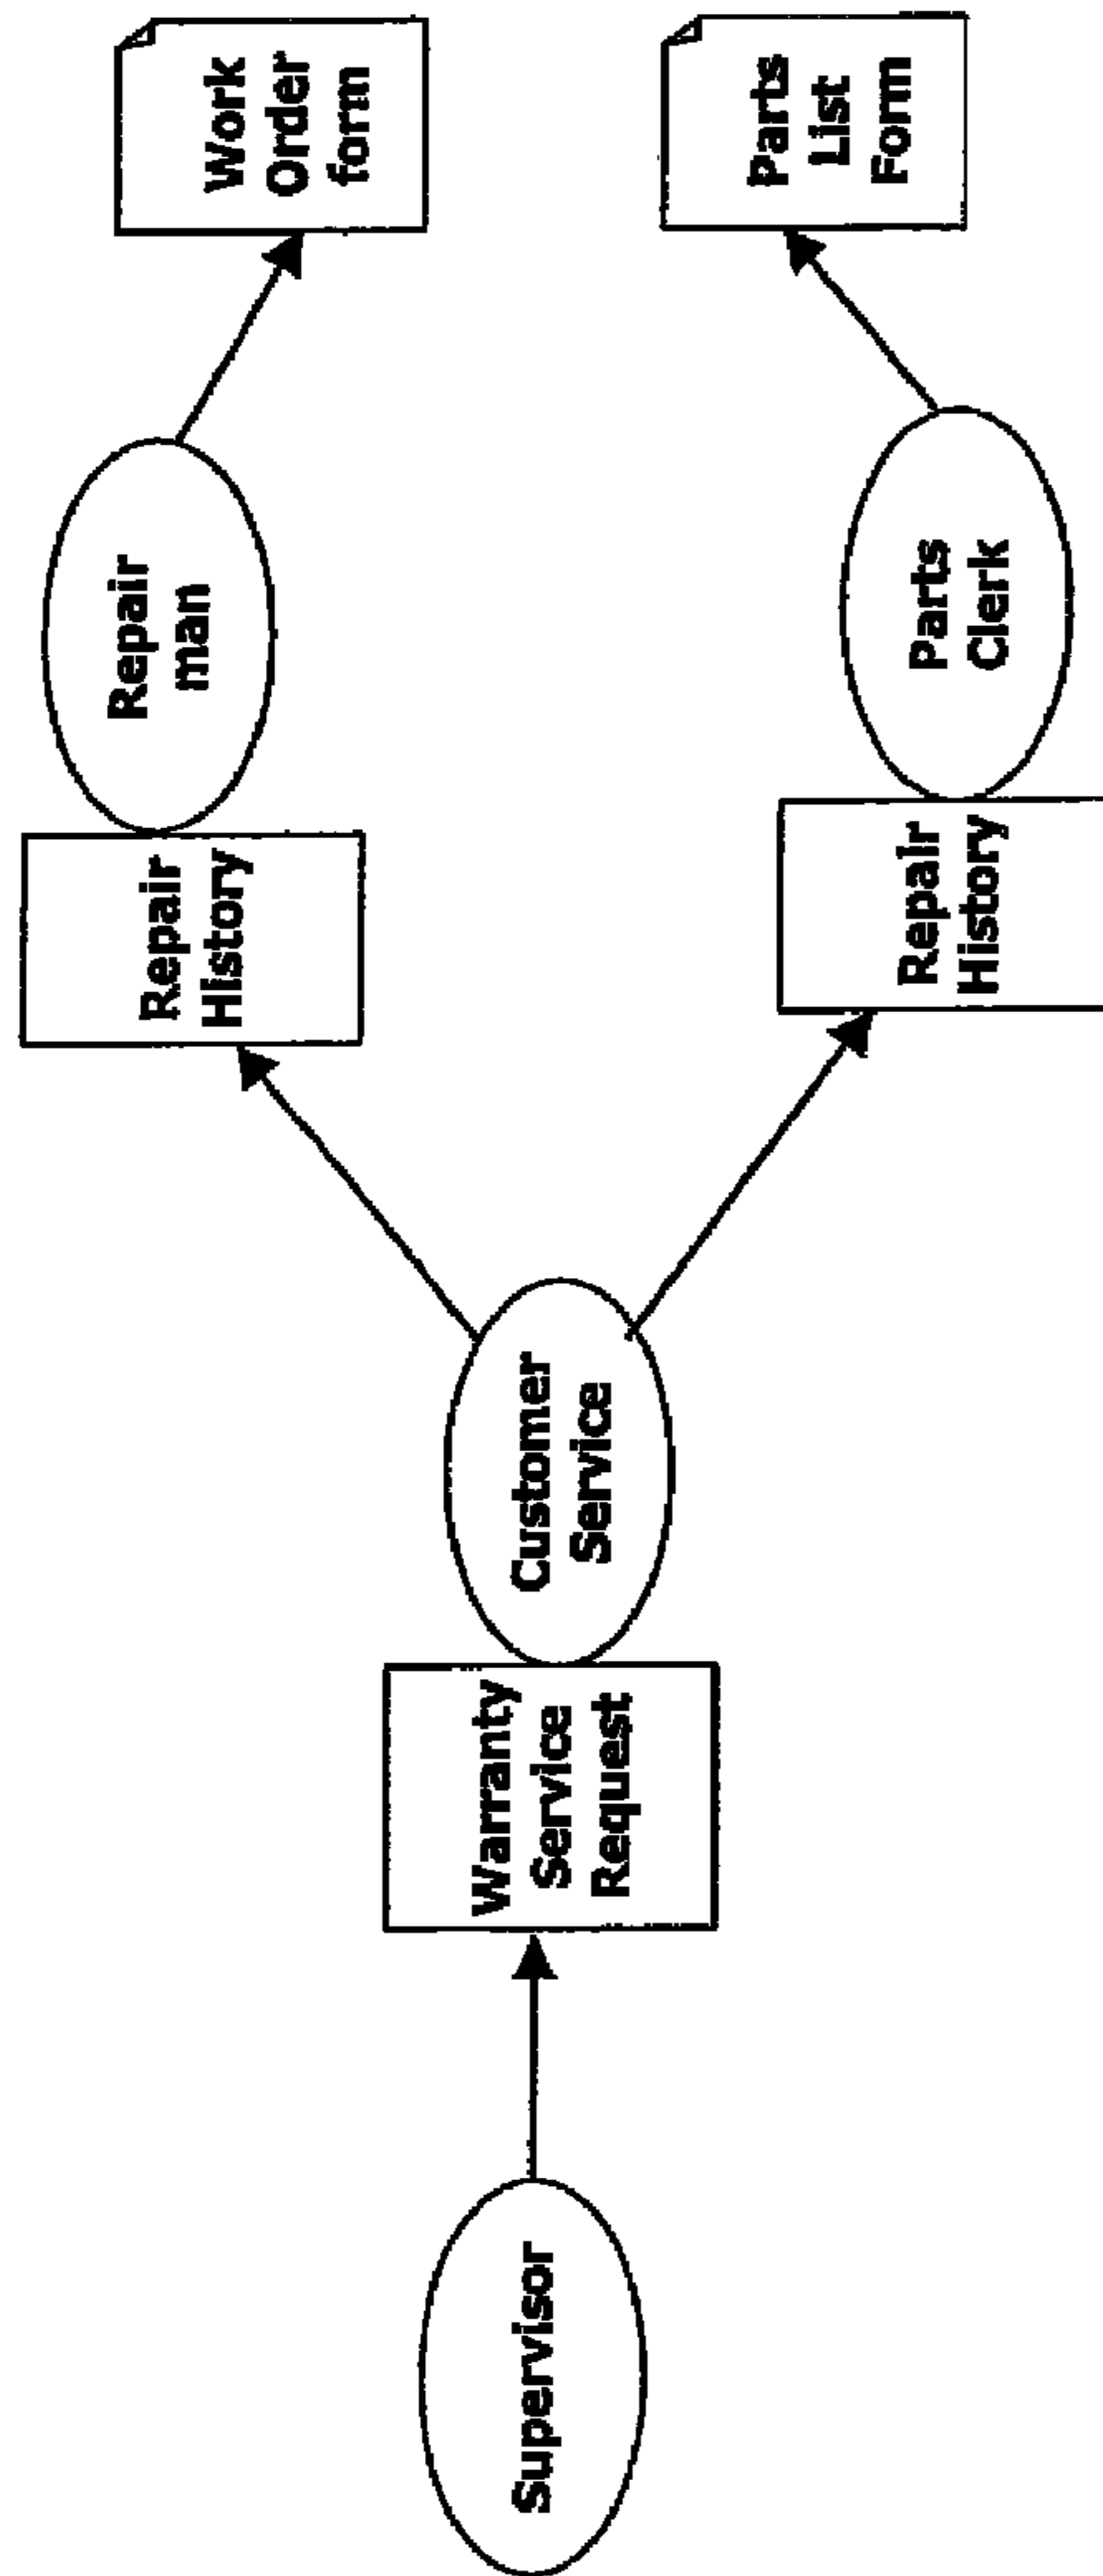 Supervisor
Warranty
Service
Request
Customer
Service
Repair
History
Repair
man
Work
Order
form
Repair
History
Parts
Clerk
Parts
List
Form